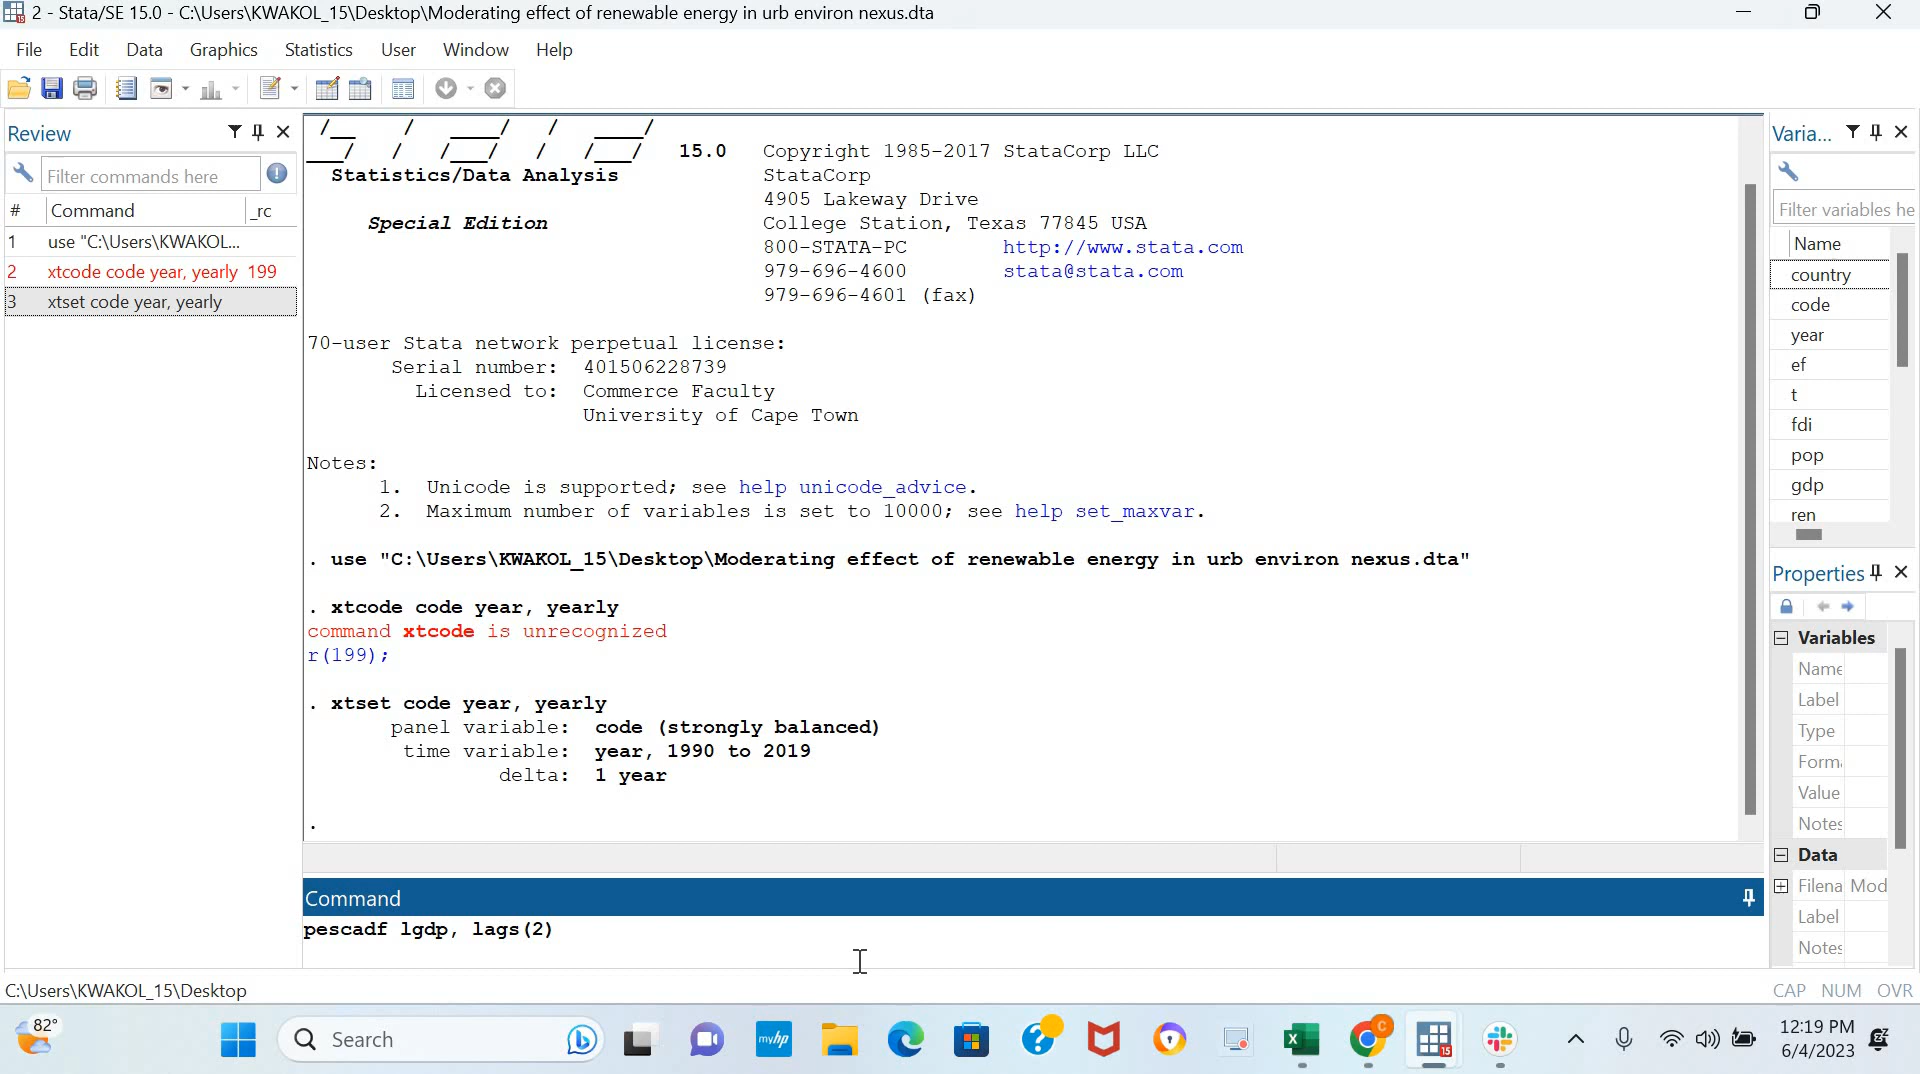 2 - Stata/SE 15.0 - C:\Users\KWAKOL_15\Desktop\Moderating effect of renewable energy in urb environ nexus.dta
File Edit Data Graphics Statistics User Window Help
Review
Filter commands here
# Command _rc
1 use "C:\Users\KWAKOL...
2 xtcode code year, yearly 199
3 xtset code year, yearly
15.0 Copyright 1985-2017 StataCorp LLC
Statistics/Data Analysis StataCorp
4905 Lakeway Drive
Special Edition College Station, Texas 77845 USA
800-STATA-PC http://www.stata.com
979-696-4600 stata@stata.com
979-696-4601 (fax)
70-user Stata network perpetual license:
Serial number: 401506228739
Licensed to: Commerce Faculty
University of Cape Town
Notes:
1. Unicode is supported; see help unicode_advice.
2. Maximum number of variables is set to 10000; see help set_maxvar.
. use "C:\Users\KWAKOL_15\Desktop\Moderating effect of renewable energy in urb environ nexus.dta"
. xtcode code year, yearly
command xtcode is unrecognized
r(199);
. xtset code year, yearly
panel variable: code (strongly balanced)
time variable: year, 1990 to 2019
delta: 1 year
.
Command
pescadf lgdp, lags(2)
Varia...
Filter variables he
Name
country
code
year
ef
t
fdi
pop
gdp
ren
Properties
Variables
Name
Label
Type
Form
Value
Notes
Data
Filena Mod
Label
Notes
C:\Users\KWAKOL_15\Desktop
CAP NUM OVR
82°
Search
myhp
15
C
12:19 PM
6/4/2023